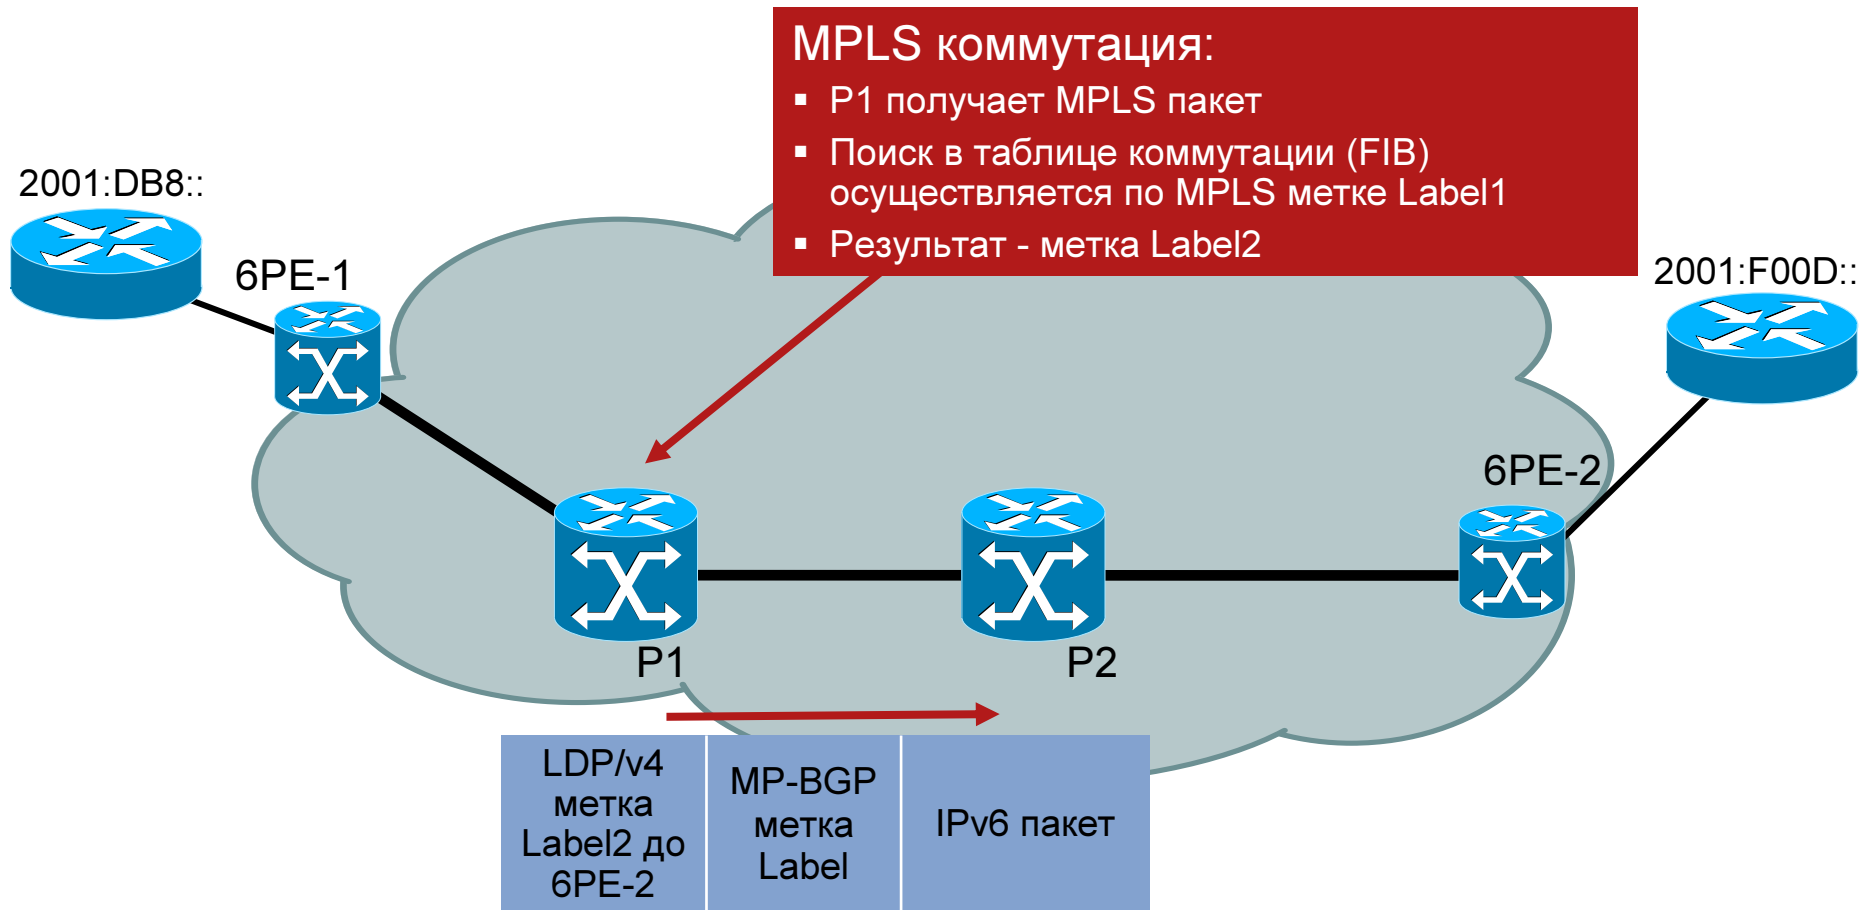 MPLS коммутация:
▪ P1 получает MPLS пакет
▪ Поиск в таблице коммутации (FIB)
осуществляется по MPLS метке Label1
▪ Результат - метка Label2
2001:DB8::
6PE-1
2001:F00D::
6PE-2
P1
P2
LDP/v4
метка
Label2 до
6PE-2
MP-BGP
метка
Label
IPv6 пакет